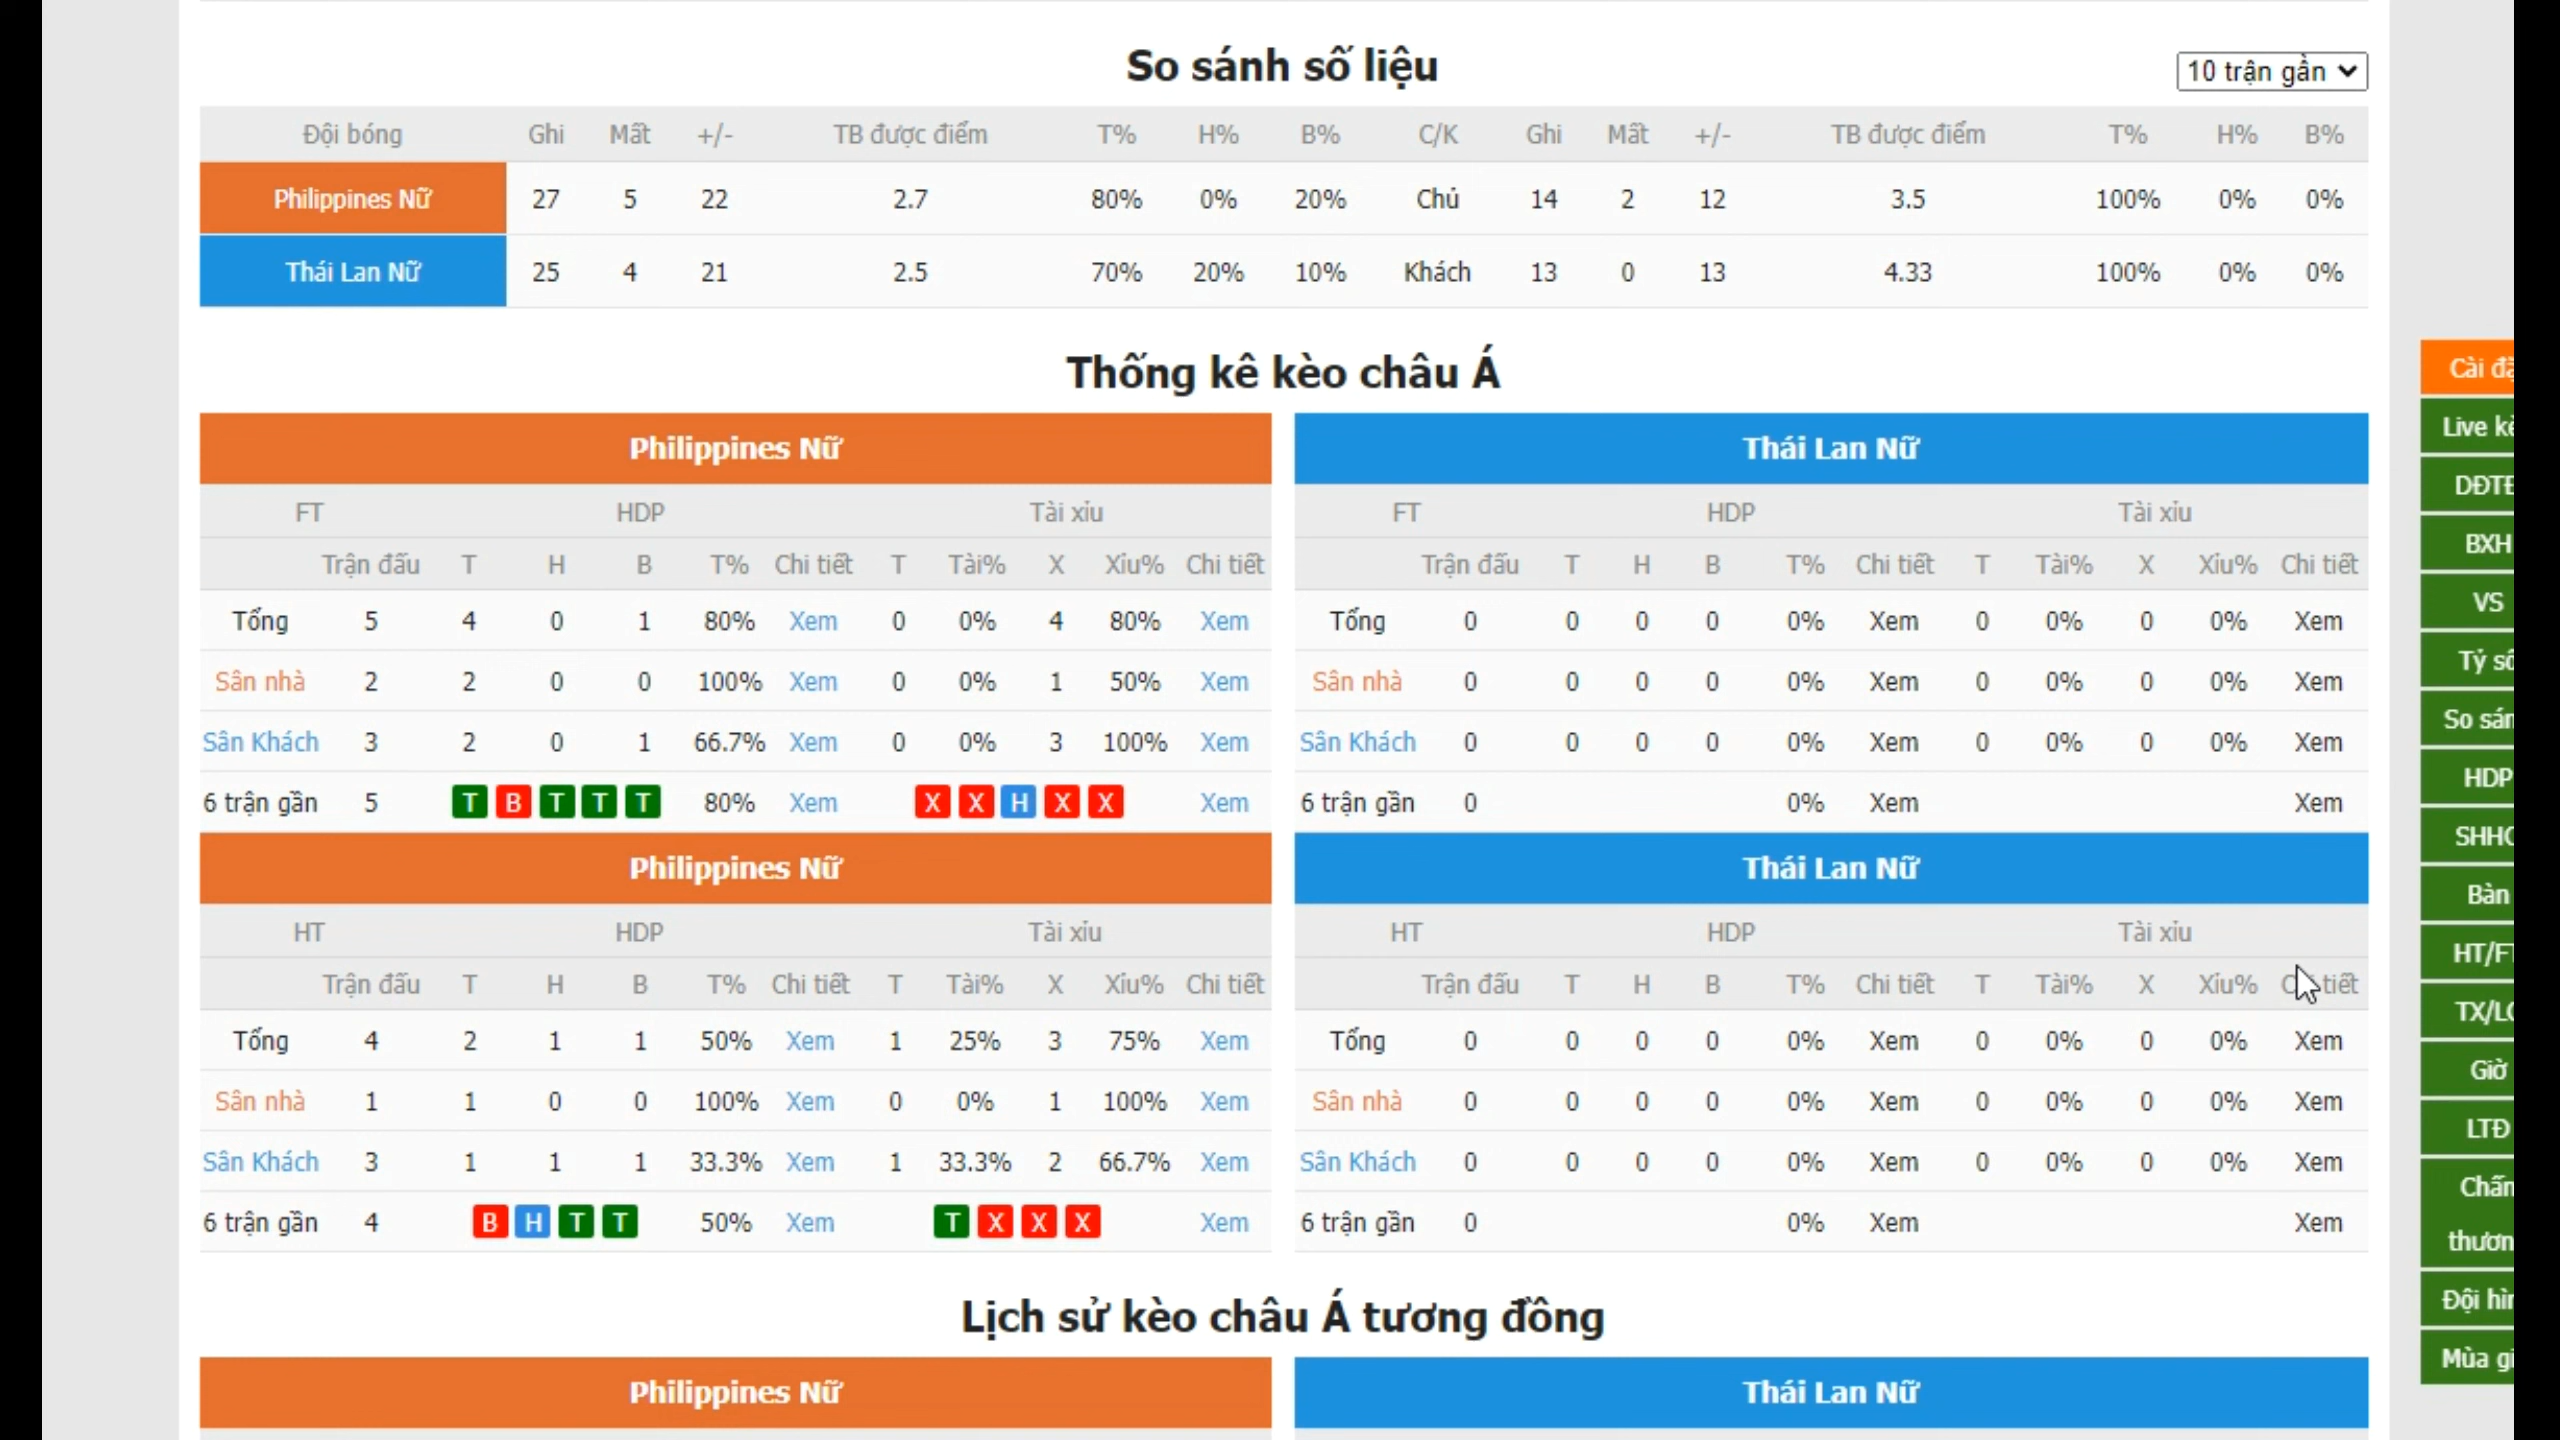 So sánh số liệu
10 trận gần
Đội bóng Ghi Mất +/- TB được điểm T% H% B% C/K Ghi Mất +/- TB được điểm T% H% B%
Philippines Nữ 27 5 22 2.7 80% 0% 20% Chủ 14 2 12 3.5 100% 0% 0%
Thái Lan Nữ 25 4 21 2.5 70% 20% 10% Khách 13 0 13 4.33 100% 0% 0%
Thống kê kèo châu Á
Philippines Nữ
FT HDP Tài xỉu
Trận đấu T H B T% Chi tiết T Tài% X Xỉu% Chi tiết
Tổng 5 4 0 1 80% Xem 0 0% 4 80% Xem
Sân nhà 2 2 0 0 100% Xem 0 0% 1 50% Xem
Sân Khách 3 2 0 1 66.7% Xem 0 0% 3 100% Xem
6 trận gần 5 T B T T T 80% Xem X X H X X Xem
Thái Lan Nữ
FT HDP Tài xỉu
Trận đấu T H B T% Chi tiết T Tài% X Xỉu% Chi tiết
Tổng 0 0 0 0 0% Xem 0 0% 0 0% Xem
Sân nhà 0 0 0 0 0% Xem 0 0% 0 0% Xem
Sân Khách 0 0 0 0 0% Xem 0 0% 0 0% Xem
6 trận gần 0 0% Xem Xem
Philippines Nữ
HT HDP Tài xỉu
Trận đấu T H B T% Chi tiết T Tài% X Xỉu% Chi tiết
Tổng 4 2 1 1 50% Xem 1 25% 3 75% Xem
Sân nhà 1 1 0 0 100% Xem 0 0% 1 100% Xem
Sân Khách 3 1 1 1 33.3% Xem 1 33.3% 2 66.7% Xem
6 trận gần 4 B H T T 50% Xem T X X X Xem
Thái Lan Nữ
HT HDP Tài xỉu
Trận đấu T H B T% Chi tiết T Tài% X Xỉu%
Tổng 0 0 0 0 0% Xem 0 0% 0 0% Xem
Sân nhà 0 0 0 0 0% Xem 0 0% 0 0% Xem
Sân Khách 0 0 0 0 0% Xem 0 0% 0 0% Xem
6 trận gần 0 0% Xem Xem
Lịch sử kèo châu Á tương đồng
Philippines Nữ
Thái Lan Nữ
Cài
Live
BXH
VS
Tỷ
So
HDP
Bàn
Giờ
LTĐ
Đội
Mùa